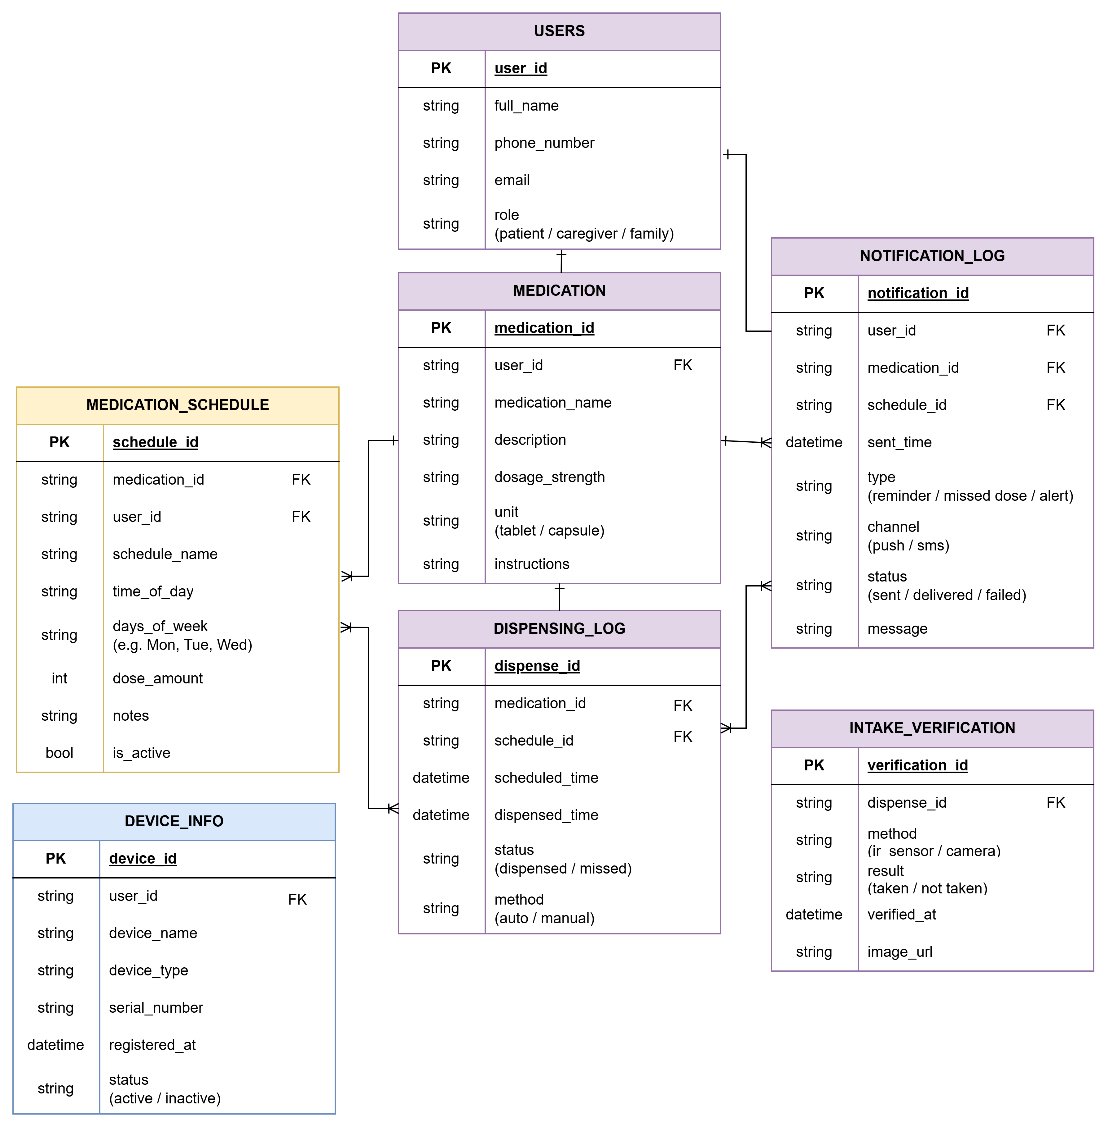 USERS
PK user_id
string full_name
string phone_number
string email
string role
(patient / caregiver / family)
MEDICATION
PK medication_id
string user_id FK
string medication_name
string description
string dosage_strength
string unit
(tablet / capsule)
string instructions
NOTIFICATION_LOG
PK notification_id
string user_id FK
string medication_id FK
string schedule_id FK
datetime sent_time
string type
(reminder / missed dose / alert)
string channel
(push / sms)
string status
(sent / delivered / failed)
string message
MEDICATION_SCHEDULE
PK schedule_id
string medication_id FK
string user_id FK
string schedule_name
string time_of_day
string days_of_week
(e.g. Mon, Tue, Wed)
int dose_amount
string notes
bool is_active
DISPENSING_LOG
PK dispense_id
string medication_id FK
string schedule_id FK
datetime scheduled_time
datetime dispensed_time
string status
(dispensed / missed)
string method
(auto / manual)
INTAKE_VERIFICATION
PK verification_id
string dispense_id FK
string method
(ir_sensor / camera)
string result
(taken / not taken)
datetime verified_at
string image_url
DEVICE_INFO
PK device_id
string user_id FK
string device_name
string device_type
string serial_number
datetime registered_at
string status
(active / inactive)